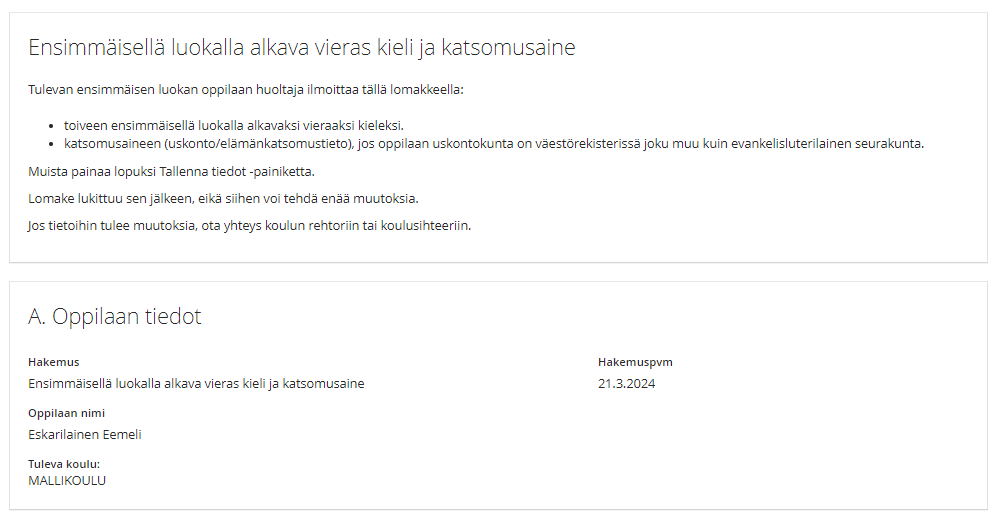 Ensimmäisellä luokalla alkava vieras kieli ja katsomusaine
Tulevan ensimmäisen luokan oppilaan huoltaja ilmoittaa tällä lomakkeella:
• toiveen ensimmäisellä luokalla alkavaksi vieraaksi kieleksi.
• katsomusaineen (uskonto/elämänkatsomustieto), jos oppilaan uskontokunta on väestörekisterissä joku muu kuin evankelisluterilainen seurakunta.
Muista painaa lopuksi Tallenna tiedot -painiketta.
Lomake lukittuu sen jälkeen, eikä siihen voi tehdä enää muutoksia.
Jos tietoihin tulee muutoksia, ota yhteys koulun rehtoriin tai koulusihteeriin.
A. Oppilaan tiedot
Hakemus
Ensimmäisellä luokalla alkava vieras kieli ja katsomusaine
Hakemuspvm
21.3.2024
Oppilaan nimi
Eskarilainen Eemeli
Tuleva koulu:
MALLIKOULU